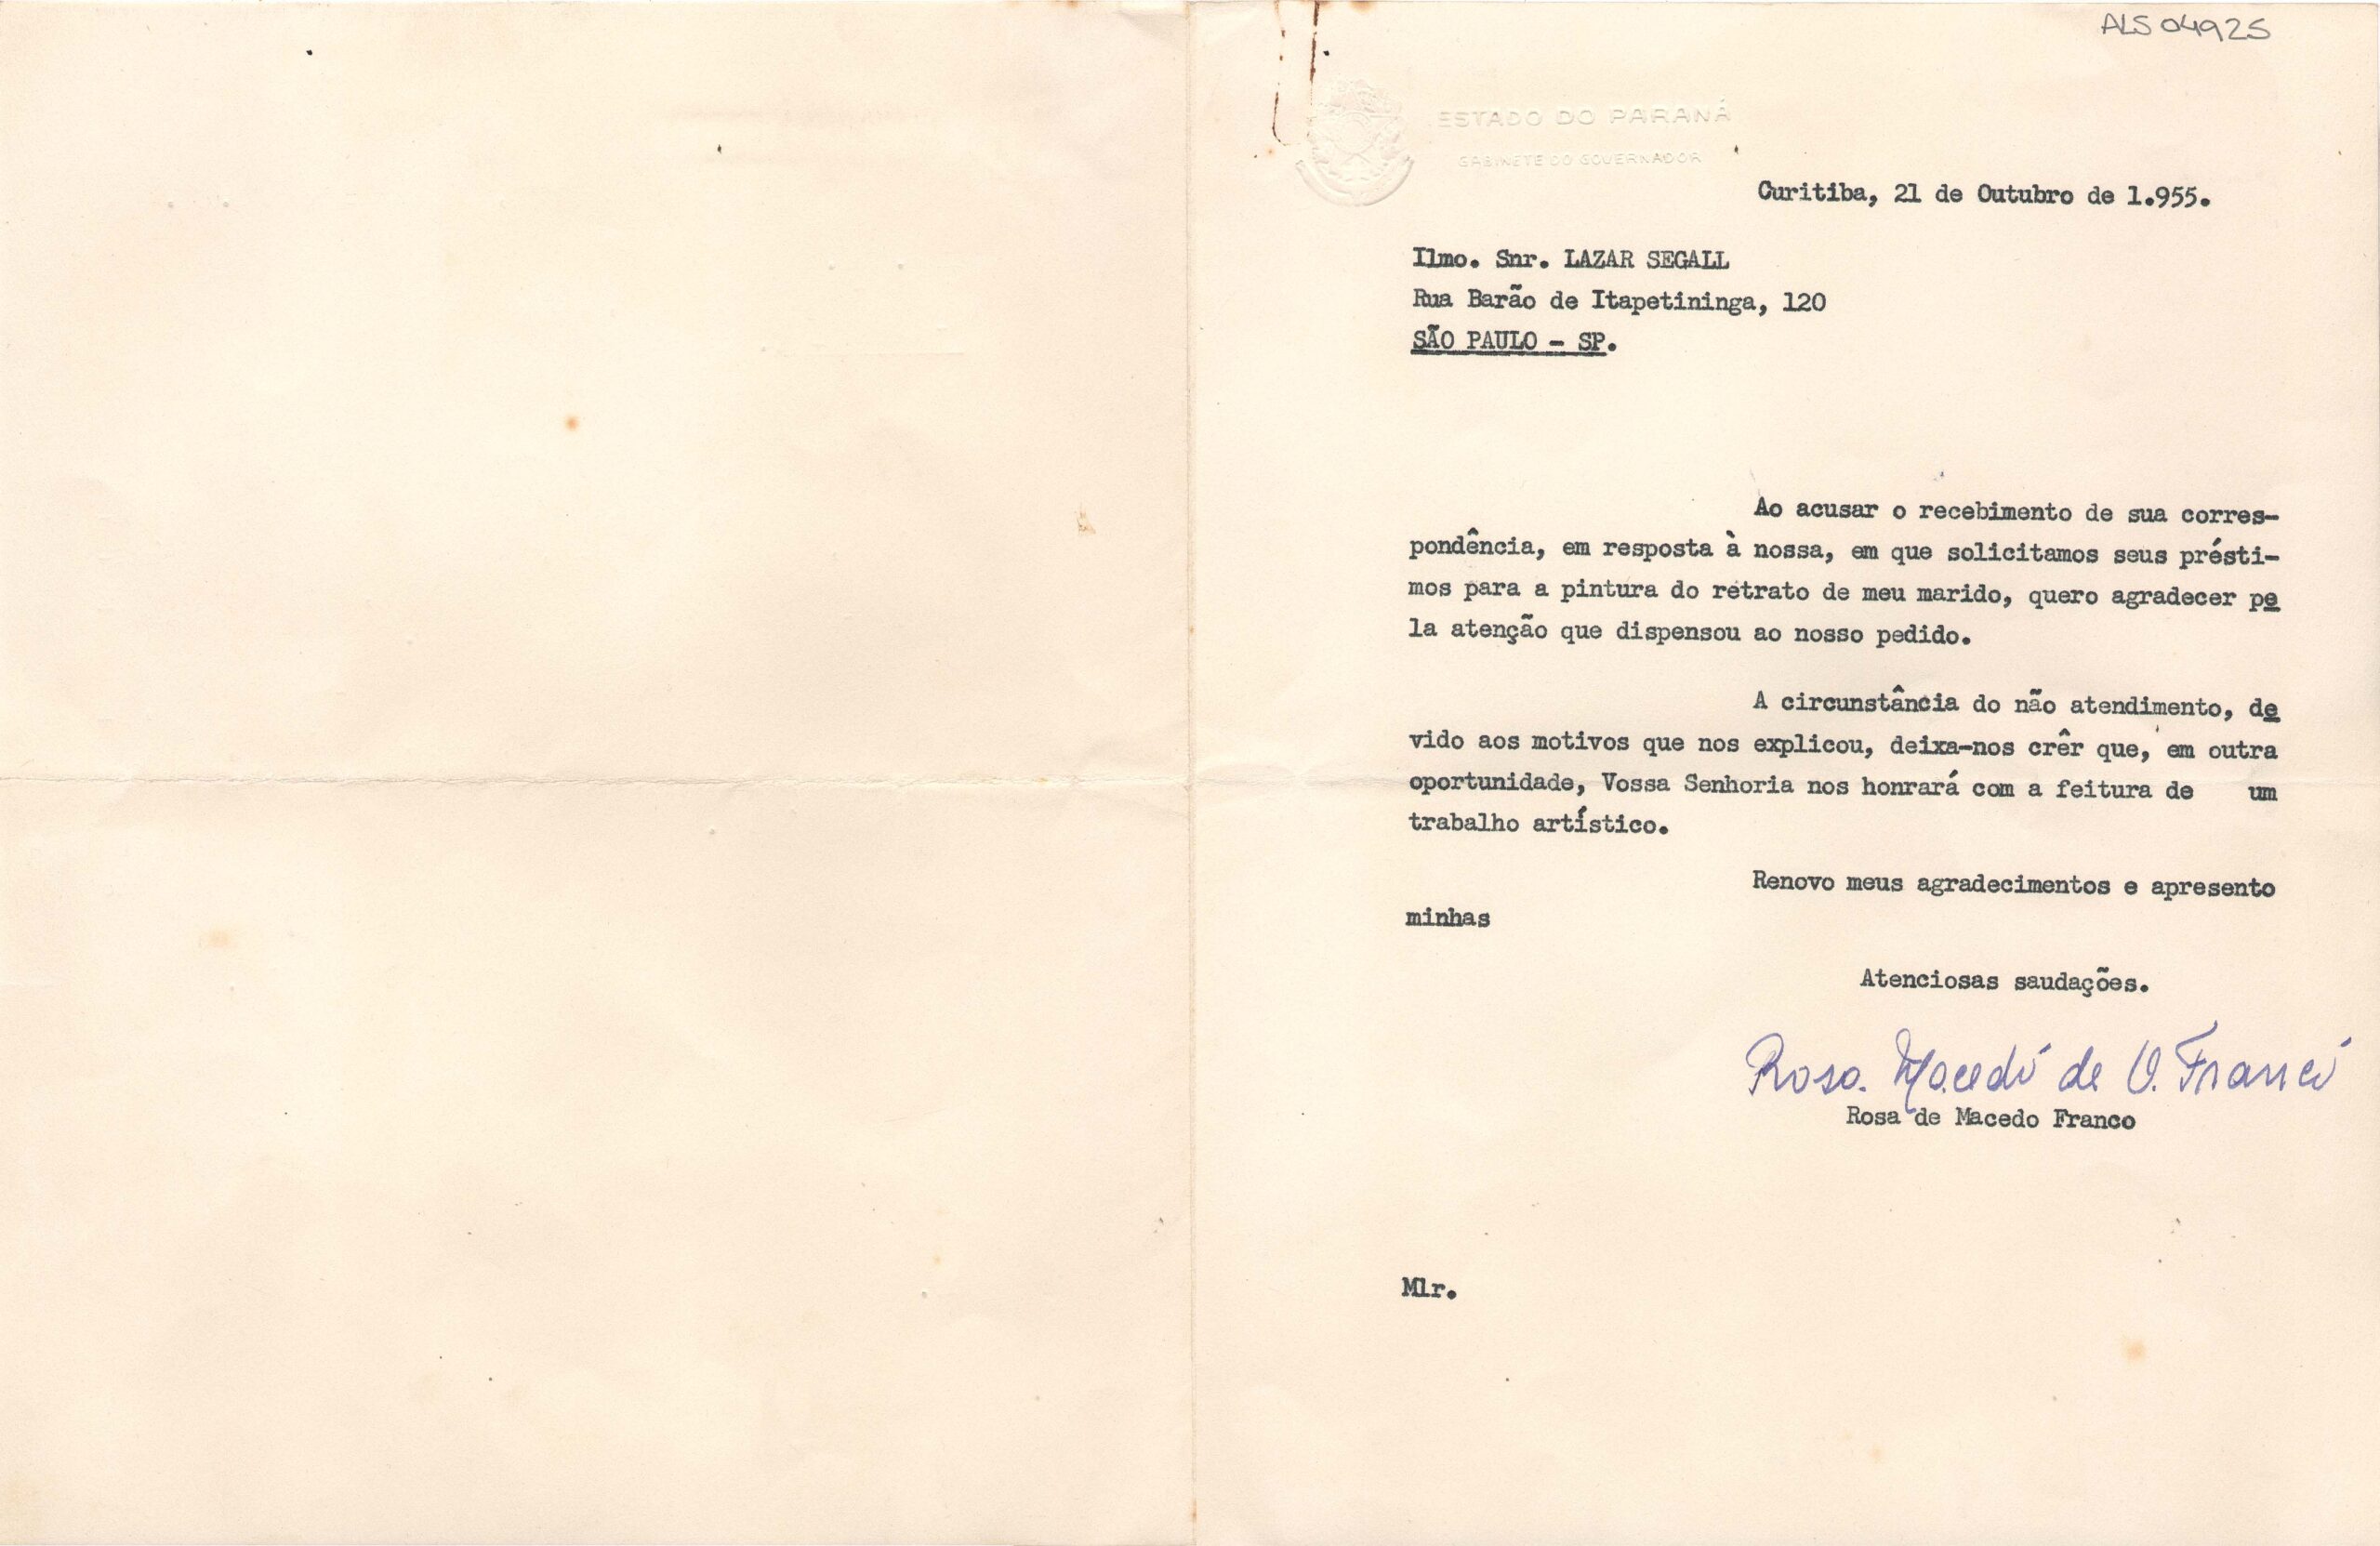 ALS 04925
ESTADO DO PARANÁ
GABINETE DO GOVERNADOR
Curitiba, 21 de Outubro de 1.955.
Ilmo. Snr. LAZAR SEGALL
Rua Barão de Itapetininga, 120
SÃO PAULO - SP.
Ao acusar o recebimento de sua corres-
pondência, em resposta à nossa, em que solicitamos seus présti-
mos para a pintura do retrato de meu marido, quero agradecer pe
la atenção que dispensou ao nosso pedido.
A circunstância do não atendimento, de
vido aos motivos que nos explicou, deixa-nos crêr que, em outra
oportunidade, Vossa Senhoria nos honrará com a feitura de um
trabalho artístico.
Renovo meus agradecimentos e apresento
minhas
Atenciosas saudações.
Rosa Macedo de O. Franco
Rosa de Macedo Franco
Mlr.